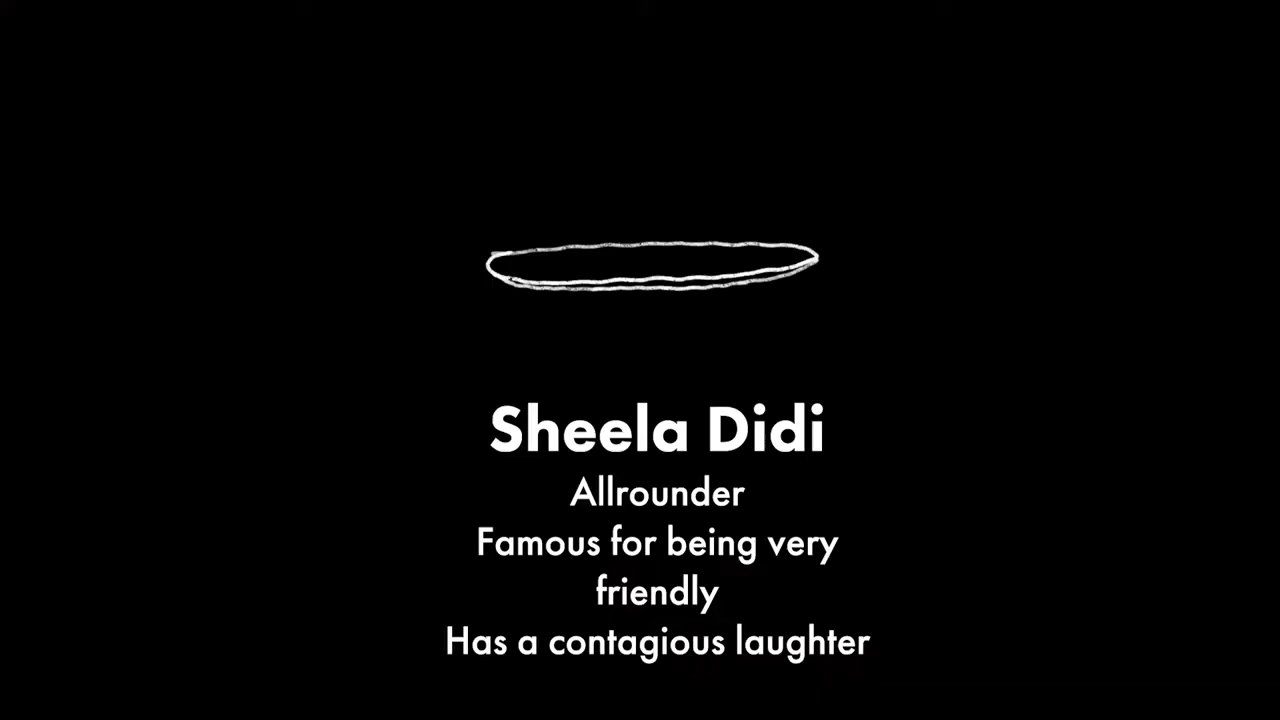 Sheela Didi
Allrounder
Famous for being very
friendly
Has a contagious laughter